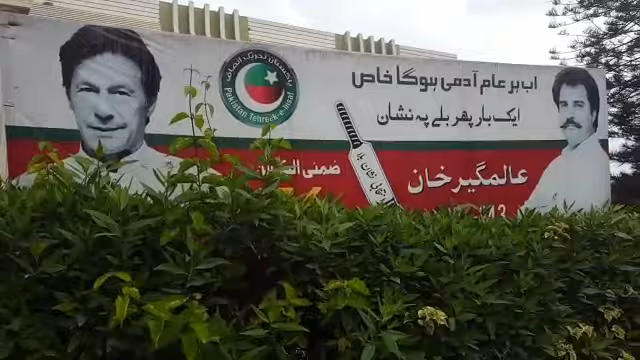 پاکستان تحریک انصاف
Pakistan Tehreek-e-Insaf
اب ہر عام آدمی ہوگا خاص
ایک بار پھر بلے پہ نشان
ضمنی
عالمگیر خان